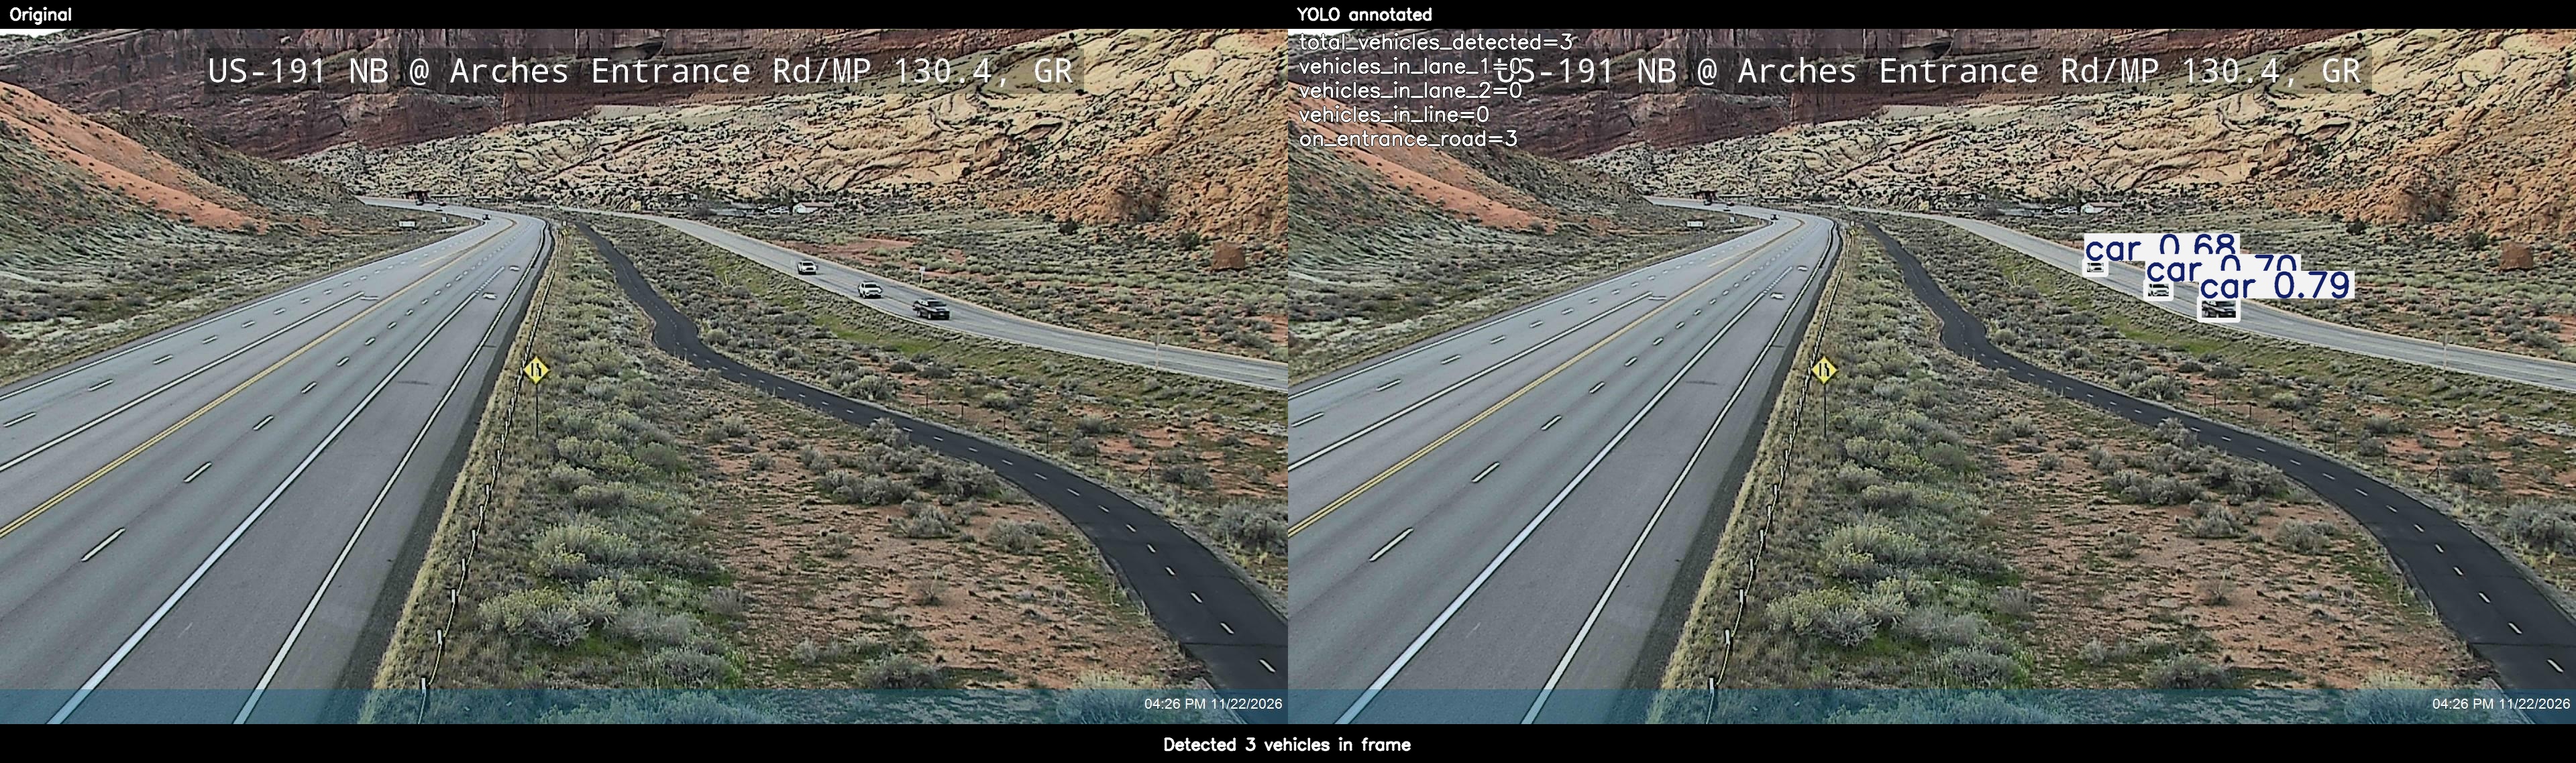 Original
US-191 NB @ Arches Entrance Rd/MP 130.4, GR
04:26 PM 11/22/2026
YOLO annotated
total_vehicles_detected=3
vehicles_in_lane_1=0
US-191 NB @ Arches Entrance Rd/MP 130.4, GR
vehicles_in_lane_2=0
vehicles_in_line=0
on_entrance_road=3
car 0.68
car 0.70
car 0.79
04:26 PM 11/22/2026
Detected 3 vehicles in frame